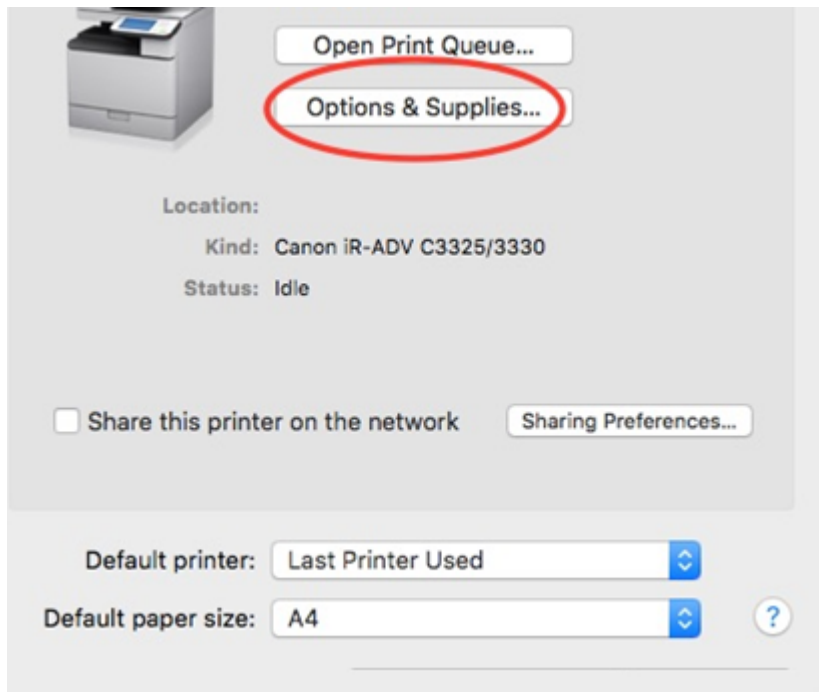 Open Print Queue...
Options & Supplies...
Location:
Kind: Canon iR-ADV C3325/3330
Status: Idle
Share this printer on the network Sharing Preferences...
Default printer: Last Printer Used
Default paper size: A4 ?